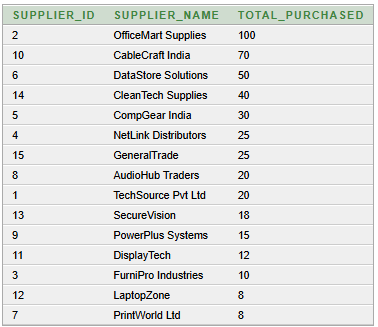 SUPPLIER_ID SUPPLIER_NAME TOTAL_PURCHASED
2 OfficeMart Supplies 100
10 CableCraft India 70
6 DataStore Solutions 50
14 CleanTech Supplies 40
5 CompGear India 30
4 NetLink Distributors 25
15 GeneralTrade 25
8 AudioHub Traders 20
1 TechSource Pvt Ltd 20
13 SecureVision 18
9 PowerPlus Systems 15
11 DisplayTech 12
3 FurniPro Industries 10
12 LaptopZone 8
7 PrintWorld Ltd 8